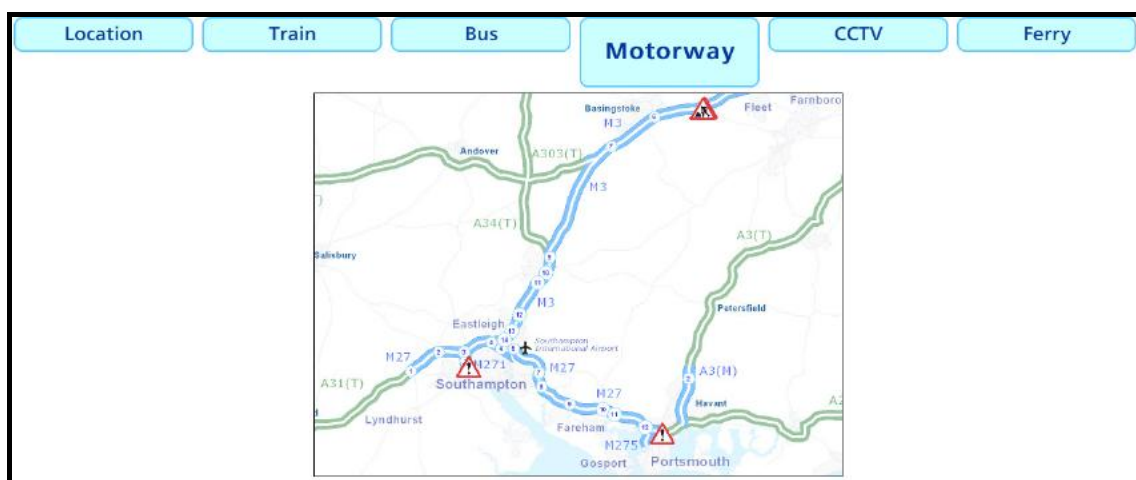 Location
Train
Bus
Motorway
CCTV
Ferry
Basingstoke
Fleet
Farnboro
M3
Andover
A303(T)
M3
A34(T)
A3(T)
Salisbury
M3
Petersfield
Eastleigh
Southampton
International Airport
M27
M271
M27
A3(M)
A31(T)
Southampton
M27
Havant
A2
Lyndhurst
Fareham
M275
Gosport
Portsmouth